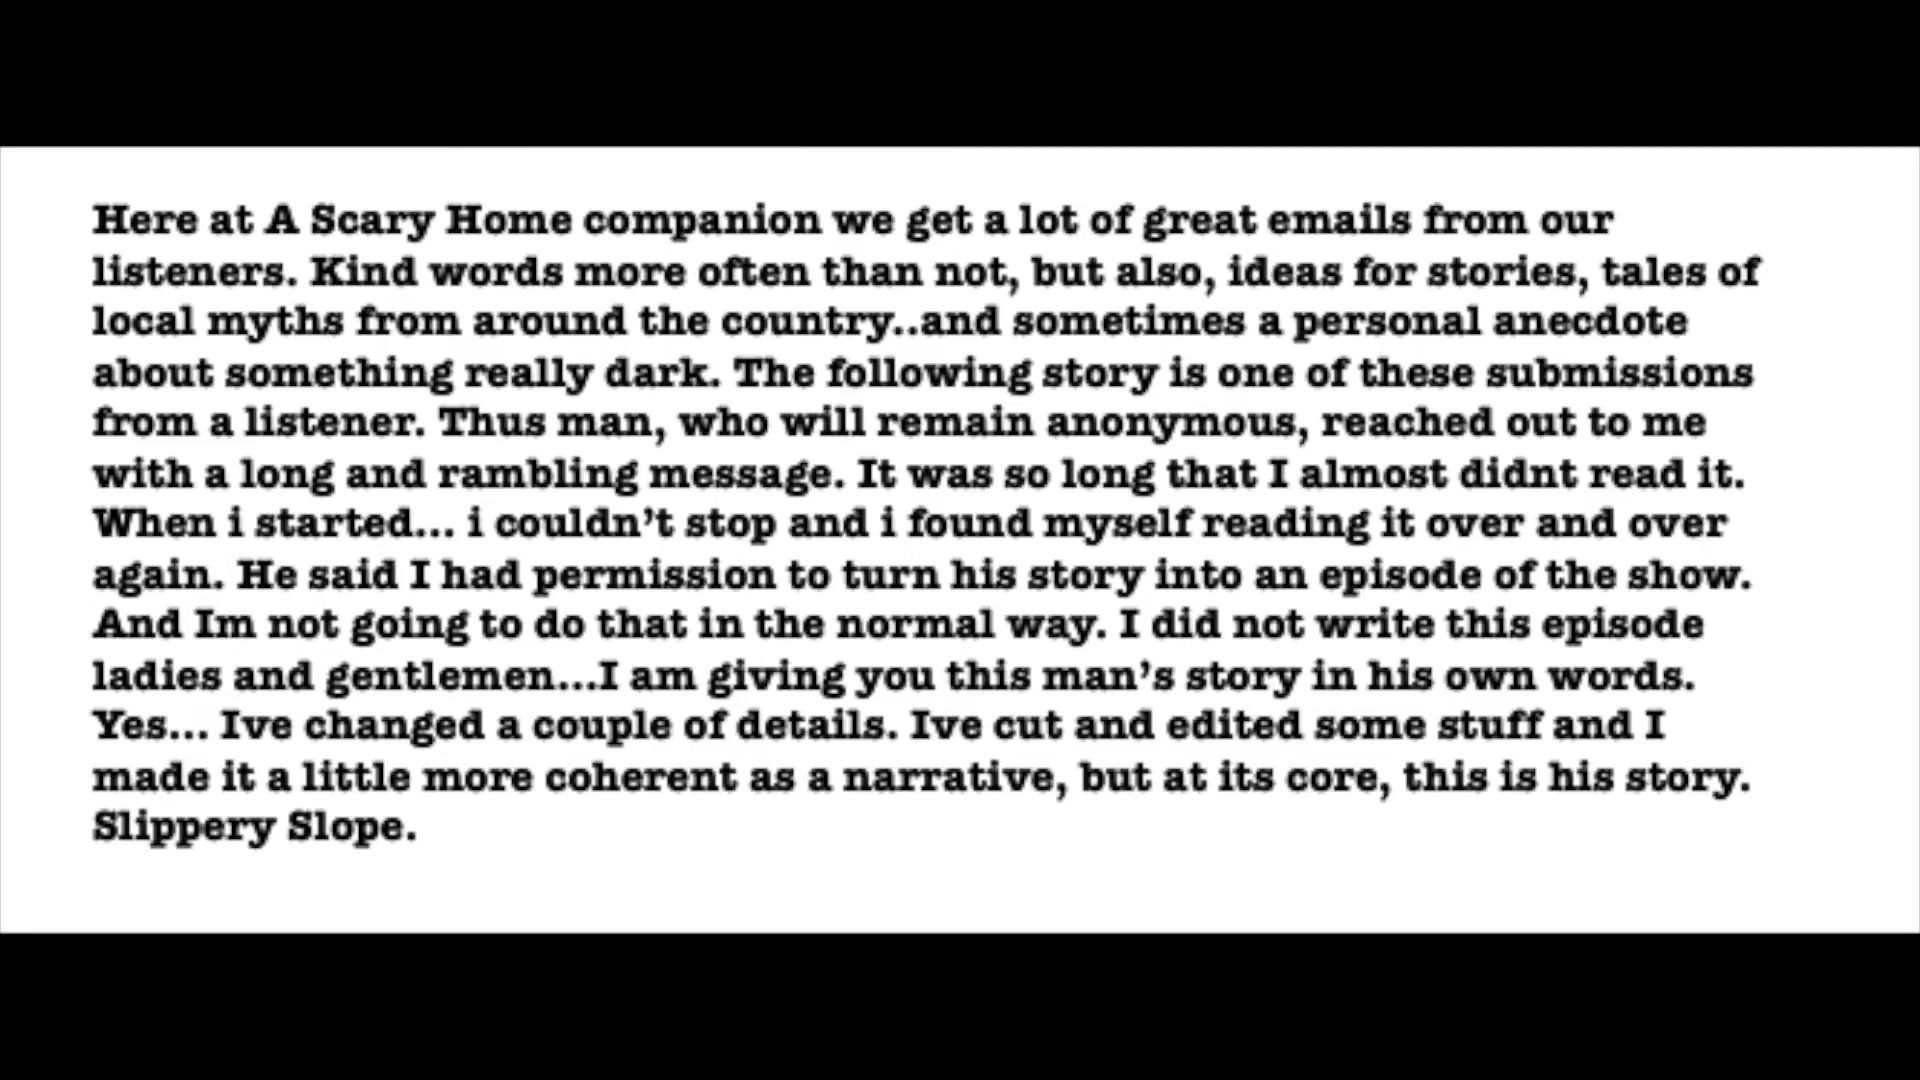 Here at A Scary Home companion we get a lot of great emails from our
listeners. Kind words more often than not, but also, ideas for stories, tales of
local myths from around the country..and sometimes a personal anecdote
about something really dark. The following story is one of these submissions
from a listener. Thus man, who will remain anonymous, reached out to me
with a long and rambling message. It was so long that I almost didnt read it.
When i started... i couldn’t stop and i found myself reading it over and over
again. He said I had permission to turn his story into an episode of the show.
And Im not going to do that in the normal way. I did not write this episode
ladies and gentlemen...I am giving you this man’s story in his own words.
Yes... Ive changed a couple of details. Ive cut and edited some stuff and I
made it a little more coherent as a narrative, but at its core, this is his story.
Slippery Slope.